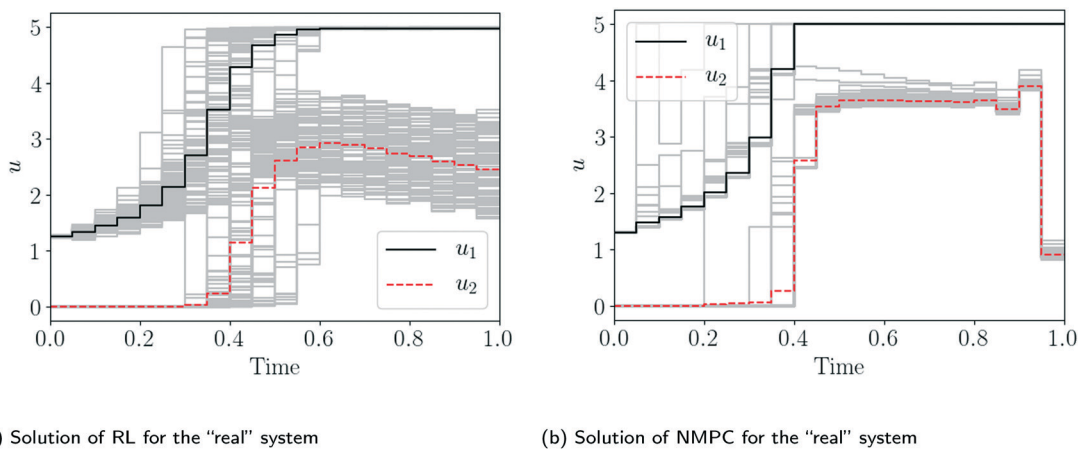 5
4
3
2
1
0
u
u₁
u₂
0.0
0.2
0.4
0.6
0.8
1.0
Time
5
4
3
2
1
0
u
u₁
u₂
0.0
0.2
0.4
0.6
0.8
1.0
Time
) Solution of RL for the “real” system
(b) Solution of NMPC for the “real” system